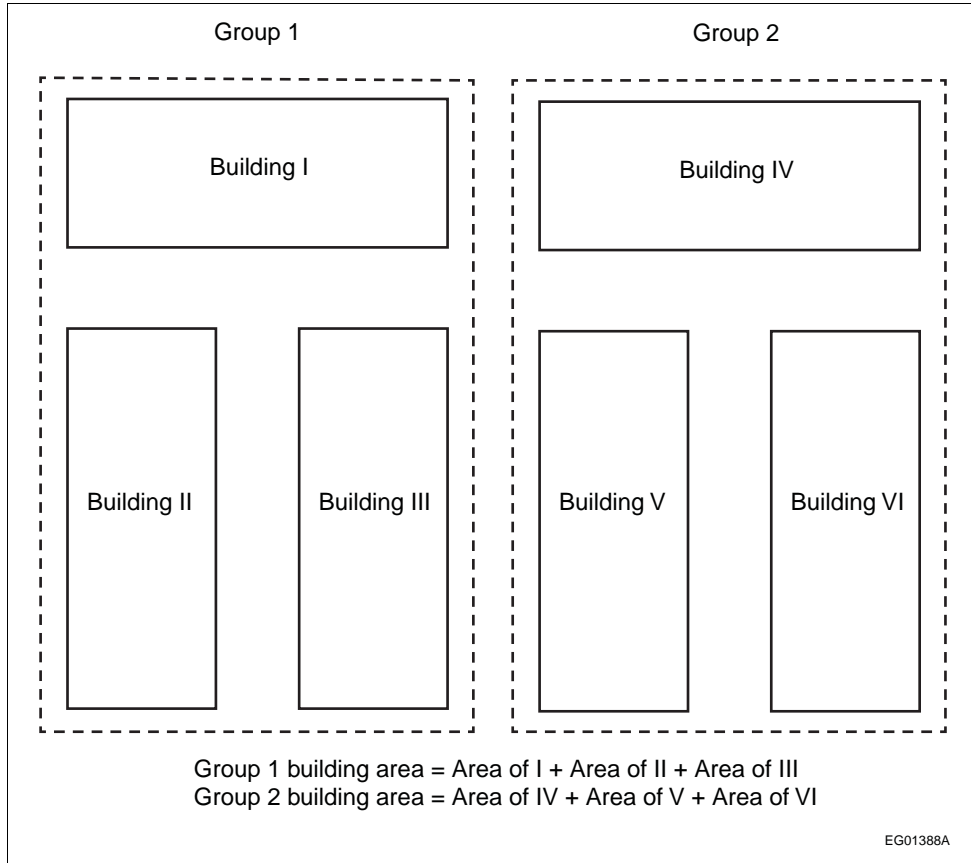 Group 1
Group 2
Building I
Building IV
Building II
Building III
Building V
Building VI
Group 1 building area = Area of I + Area of II + Area of III
Group 2 building area = Area of IV + Area of V + Area of VI
EG01388A